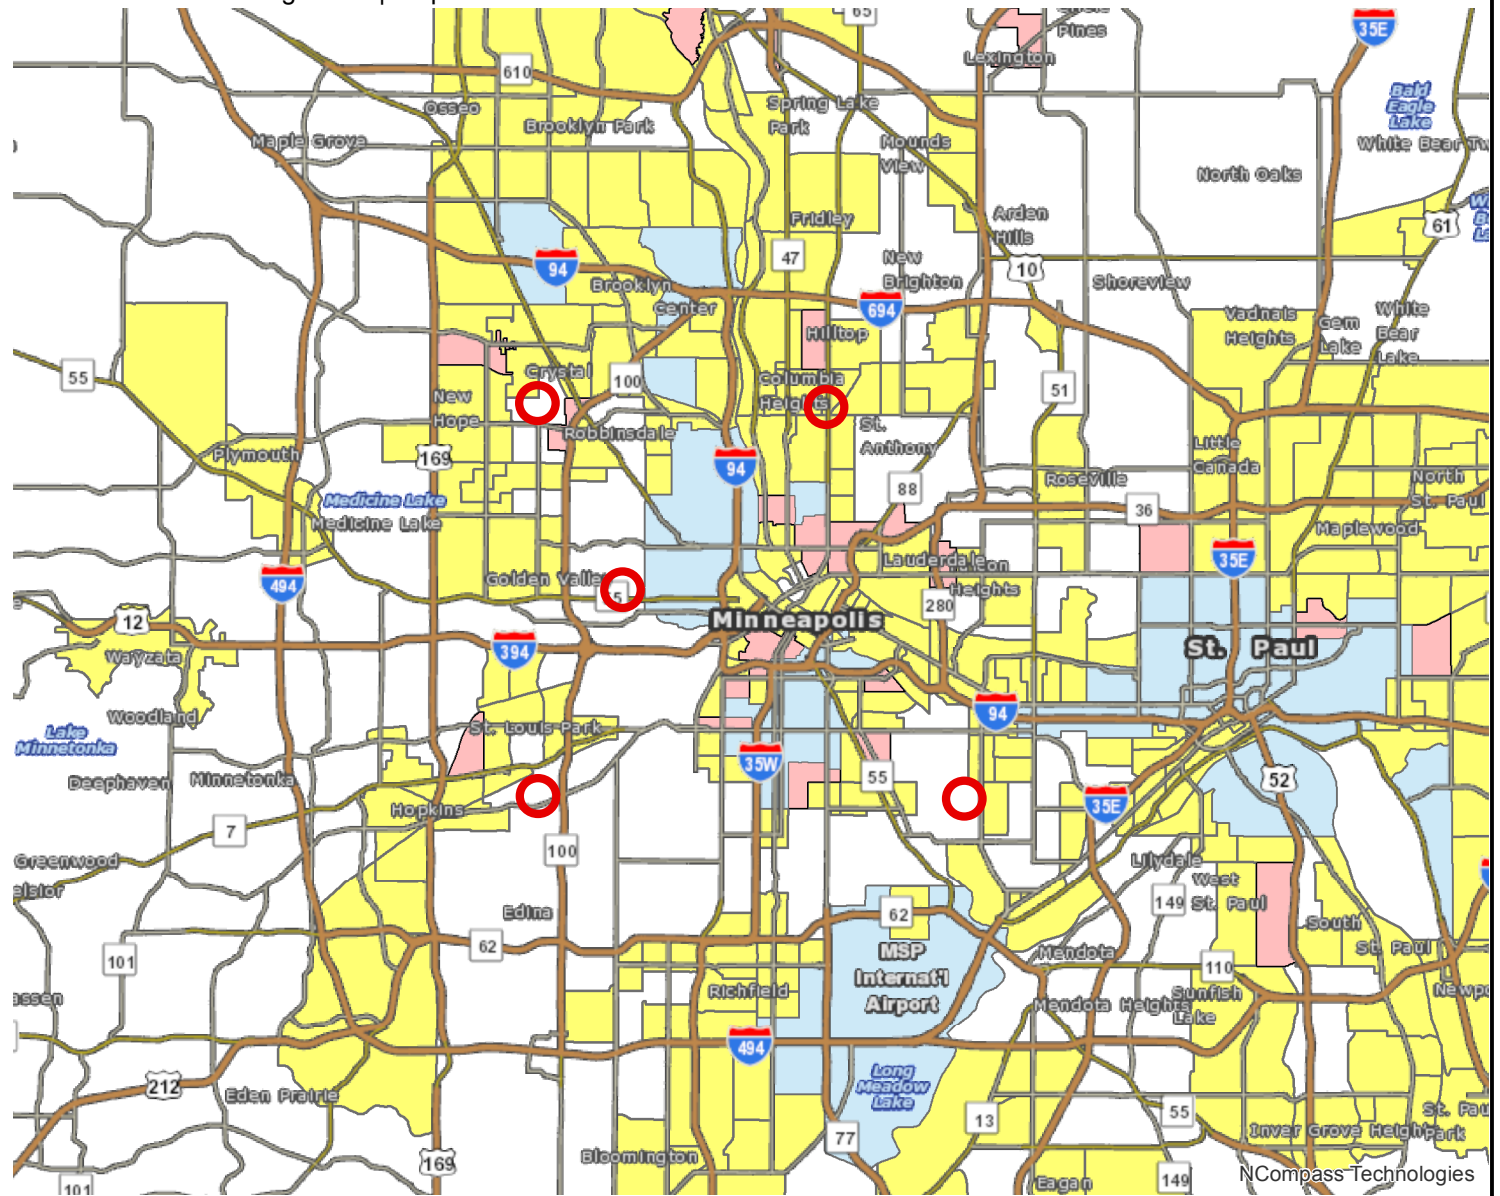 65
Pines
35E
Lexington
610
Bald
Eagle
Lake
Osseo
Spring Lake
Park
Brooklyn Park
Maple Grove
Mounds
View
White Bear Tw
North Oaks
Arden
Hills
Fridley
61
47
94
New
Brighton
10
Brooklyn
Center
694
Shoreview
Vadnais
Heights
Gem
Lake
White
Bear
Lake
Hilltop
55
Crystal
100
Columbia
Heights
51
New
Hope
Robbinsdale
St.
Anthony
169
Plymouth
94
Little
Canada
Roseville
88
North
St. Paul
Medicine Lake
Medicine Lake
36
Maplewood
494
Golden Valley
Lauderdale
Heights
35E
280
12
Minneapolis
394
Wayzata
St. Paul
Woodland
Lake
Minnetonka
St. Louis Park
94
35W
Deephaven
Minnetonka
55
52
Hopkins
35E
7
100
Greenwood
elsior
Lilydale
West
St. Paul
149
Edina
62
62
South
St. Paul
101
MSP
Internat'l
Airport
Mendota
110
assen
Richfield
Mendota Heights
Sunfish
Lake
Newpo
494
212
Eden Prairie
Long
Meadow
Lake
13
55
St. Pau
Park
77
Inver Grove Heights
169
Bloomington
101
Eagan
149
NCompass Technologies